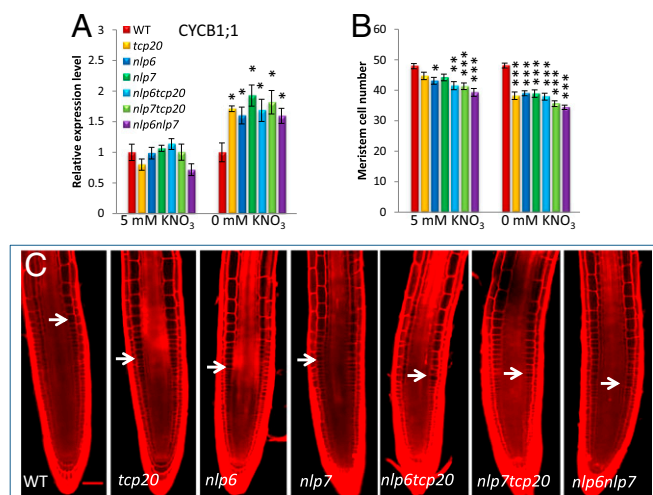 A
CYCB1;1
Relative expression level
3
2.5
2
1.5
1
0.5
0
WT
tcp20
nlp6
nlp7
nlp6tcp20
nlp7tcp20
nlp6nlp7
* * * * * *
5 mM KNO3 0 mM KNO3
B
Meristem cell number
60
50
40
30
20
10
0
* *** *** ***
*** *** *** *** *** ***
5 mM KNO3 0 mM KNO3
C
WT tcp20 nlp6 nlp7 nlp6tcp20 nlp7tcp20 nlp6nlp7